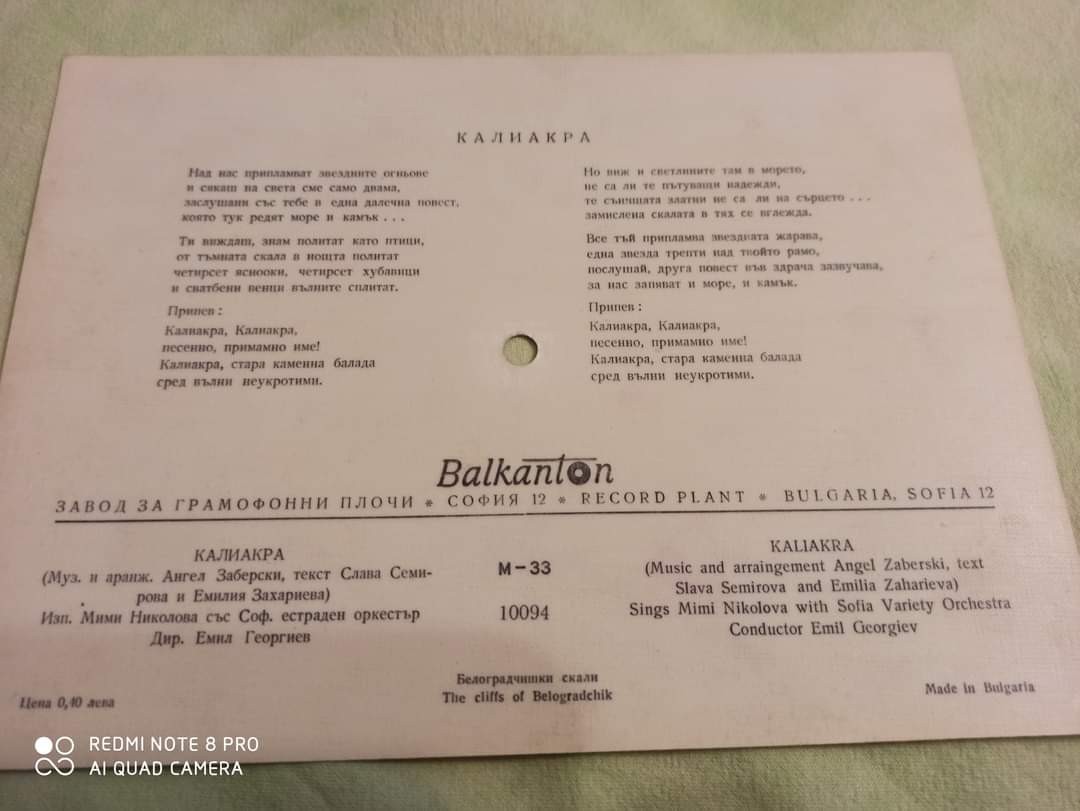 КАЛИАКРА
Над нас припламват звездните огньове
и сякаш на света сме само двама,
заслушани със тебе в една далечна повест,
която тук редят море и камък . . .
Ти виждаш, знам политат като птици,
от тъмната скала в нощта политат
четирсет яснооки, четирсет хубавици
и сватбени венци вълните сплитат.
Припев :
Калиакра, Калиакра,
песенно, примамно име!
Калиакра, стара каменна балада
сред вълни неукротими.
Но виж и светлините там в морето,
не са ли те пътуващи надежди,
те сънищата златни не са ли на сърцето . . .
замислена скалата в тях се вглежда.
Все тъй припламва звездната жарава,
една звезда трепти над твойто рамо,
послушай, друга повест във здрача зазвучава,
за нас запяват и море, и камък.
Припев :
Калиакра, Калиакра,
песенно, примамно име!
Калиакра, стара каменна балада
сред вълни неукротими.
Balkanton
ЗАВОД ЗА ГРАМОФОННИ ПЛОЧИ * СОФИЯ 12 * RECORD PLANT * BULGARIA, SOFIA 12
КАЛИАКРА
(Муз. и аранж. Ангел Заберски, текст Слава Семи-
рова и Емилия Захариева)
Изп. Мими Николова със Соф. естраден оркестър
Дир. Емил Георгиев
М-33
10094
KALIAKRA
(Music and arraingement Angel Zaberski, text
Slava Semirova and Emilia Zaharieva)
Sings Mimi Nikolova with Sofia Variety Orchestra
Conductor Emil Georgiev
Цена 0,40 лева
Белоградчишки скали
The cliffs of Belogradchik
Made in Bulgaria
REDMI NOTE 8 PRO
AI QUAD CAMERA